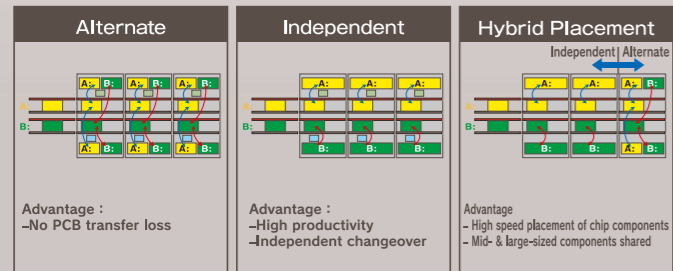 Alternate
A: B: A: B: A: B:
A:
B:
A: B: A: B: A: B:
Advantage :
–No PCB transfer loss
Independent
A: A: A:
A:
B:
B: B: B:
Advantage :
–High productivity
–Independent changeover
Hybrid Placement
Independent Alternate
A: A: A: B:
A:
B:
B: B: A: B:
Advantage
- High speed placement of chip components
- Mid- & large-sized components shared